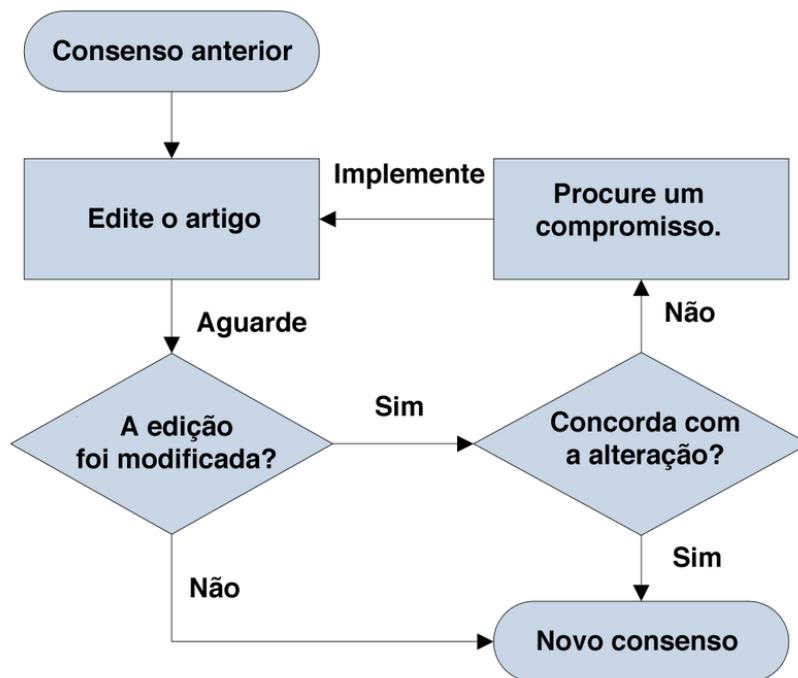 Consenso anterior
Implemente
Edite o artigo
Procure um
compromisso.
Aguarde
Não
Sim
A edição
foi modificada?
Concorda com
a alteração?
Não
Sim
Novo consenso